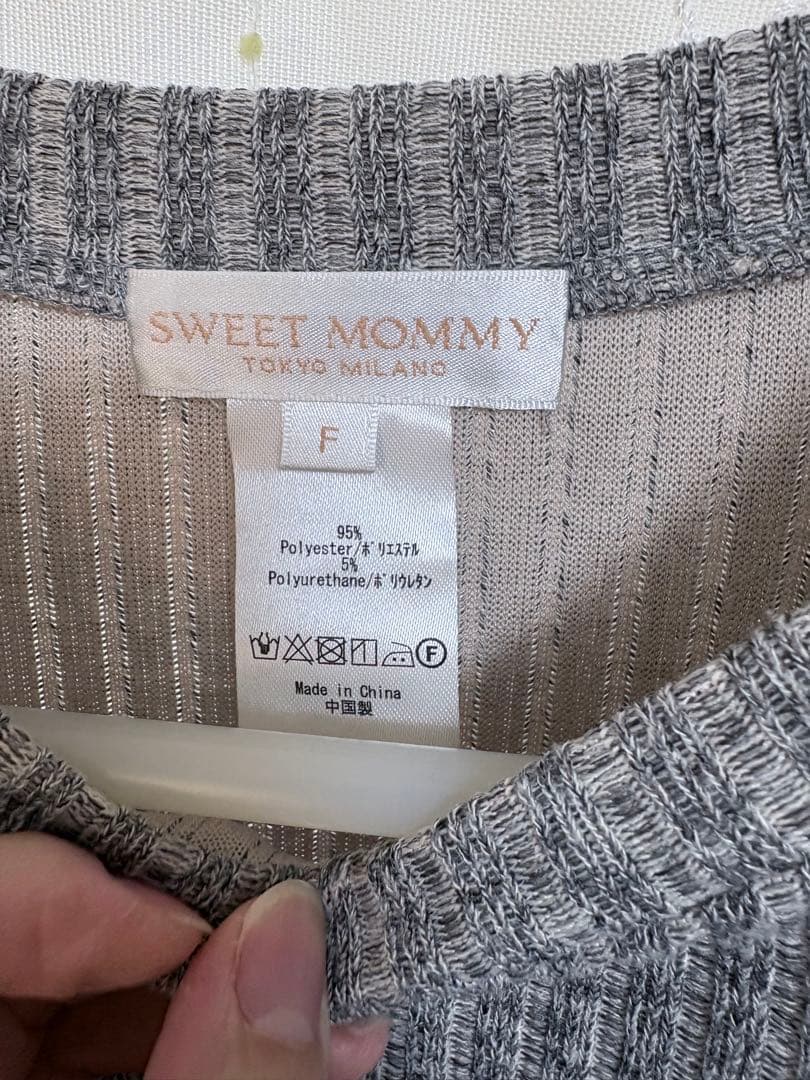 SWEET MOMMY
TOKYO MILANO
F
95%
Polyester/ポリエステル
5%
Polyurethane/ポリウレタン
F
Made in China
中国製